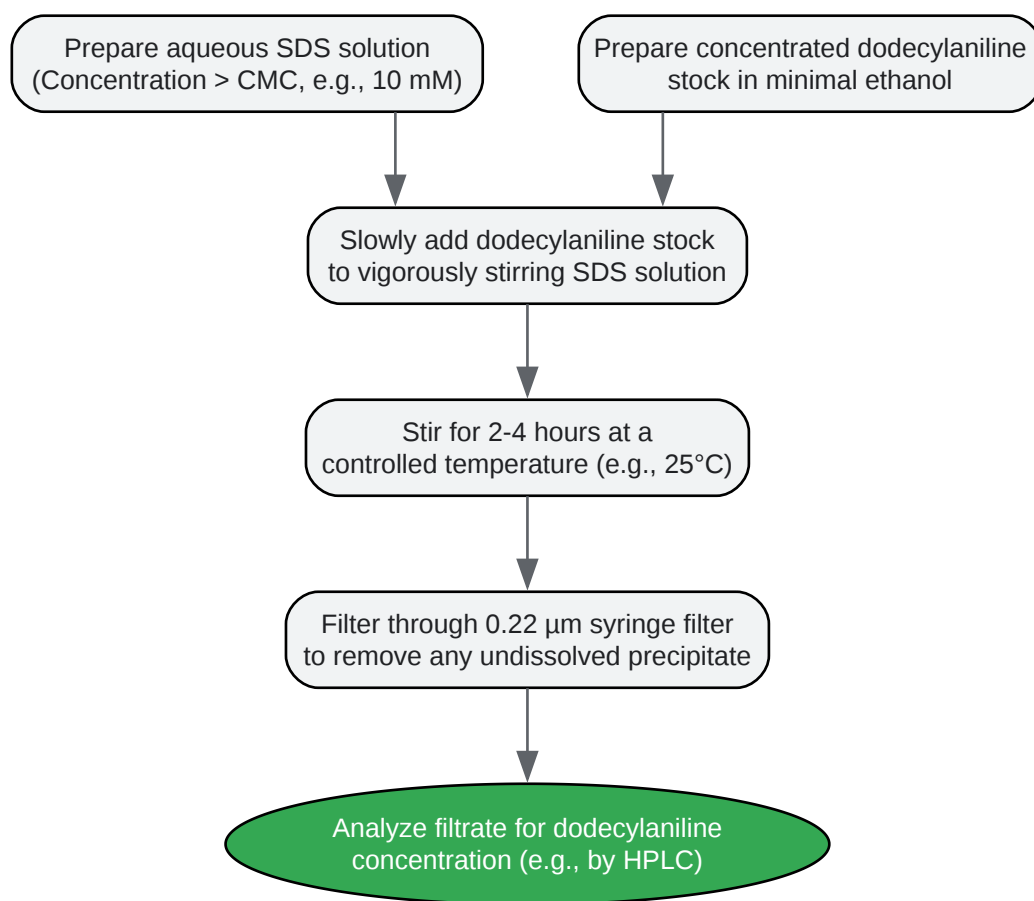 Prepare aqueous SDS solution
(Concentration > CMC, e.g., 10 mM)
Prepare concentrated dodecylaniline
stock in minimal ethanol
Slowly add dodecylaniline stock
to vigorously stirring SDS solution
Stir for 2-4 hours at a
controlled temperature (e.g., 25°C)
Filter through 0.22 µm syringe filter
to remove any undissolved precipitate
Analyze filtrate for dodecylaniline
concentration (e.g., by HPLC)